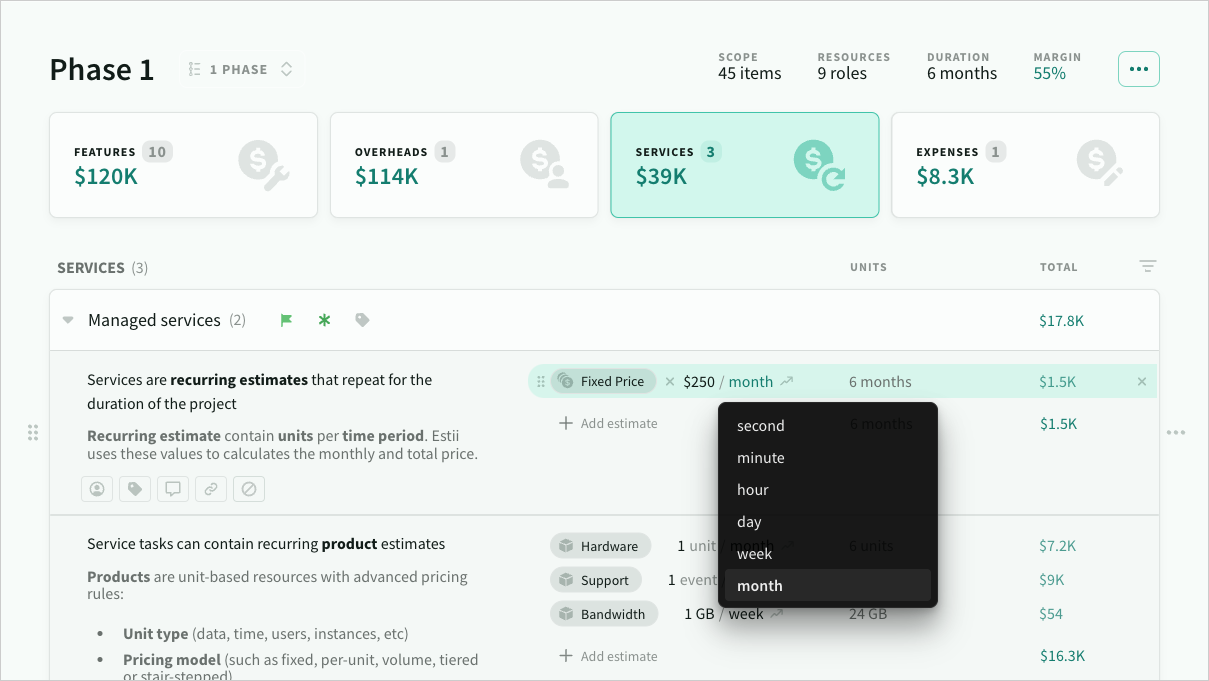 Phase 1
1 PHASE
SCOPE
45 items
RESOURCES
9 roles
DURATION
6 months
MARGIN
55%
FEATURES 10
$120K
OVERHEADS 1
$114K
SERVICES 3
$39K
EXPENSES 1
$8.3K
SERVICES (3) UNITS TOTAL
Managed services (2) $17.8K
Services are recurring estimates that repeat for the
duration of the project
Recurring estimate contain units per time period. Estii
uses these values to calculates the monthly and total price.
Fixed Price $250 / month 6 months $1.5K
Add estimate 6 months $1.5K
second
minute
hour
day
week
month
Service tasks can contain recurring product estimates
Products are unit-based resources with advanced pricing
rules:
• Unit type (data, time, users, instances, etc)
• Pricing model (such as fixed, per-unit, volume, tiered
or stair-stepped)
Hardware 1 unit / month 6 units $7.2K
Support 1 event $9K
Bandwidth 1 GB / week 24 GB $54
Add estimate $16.3K